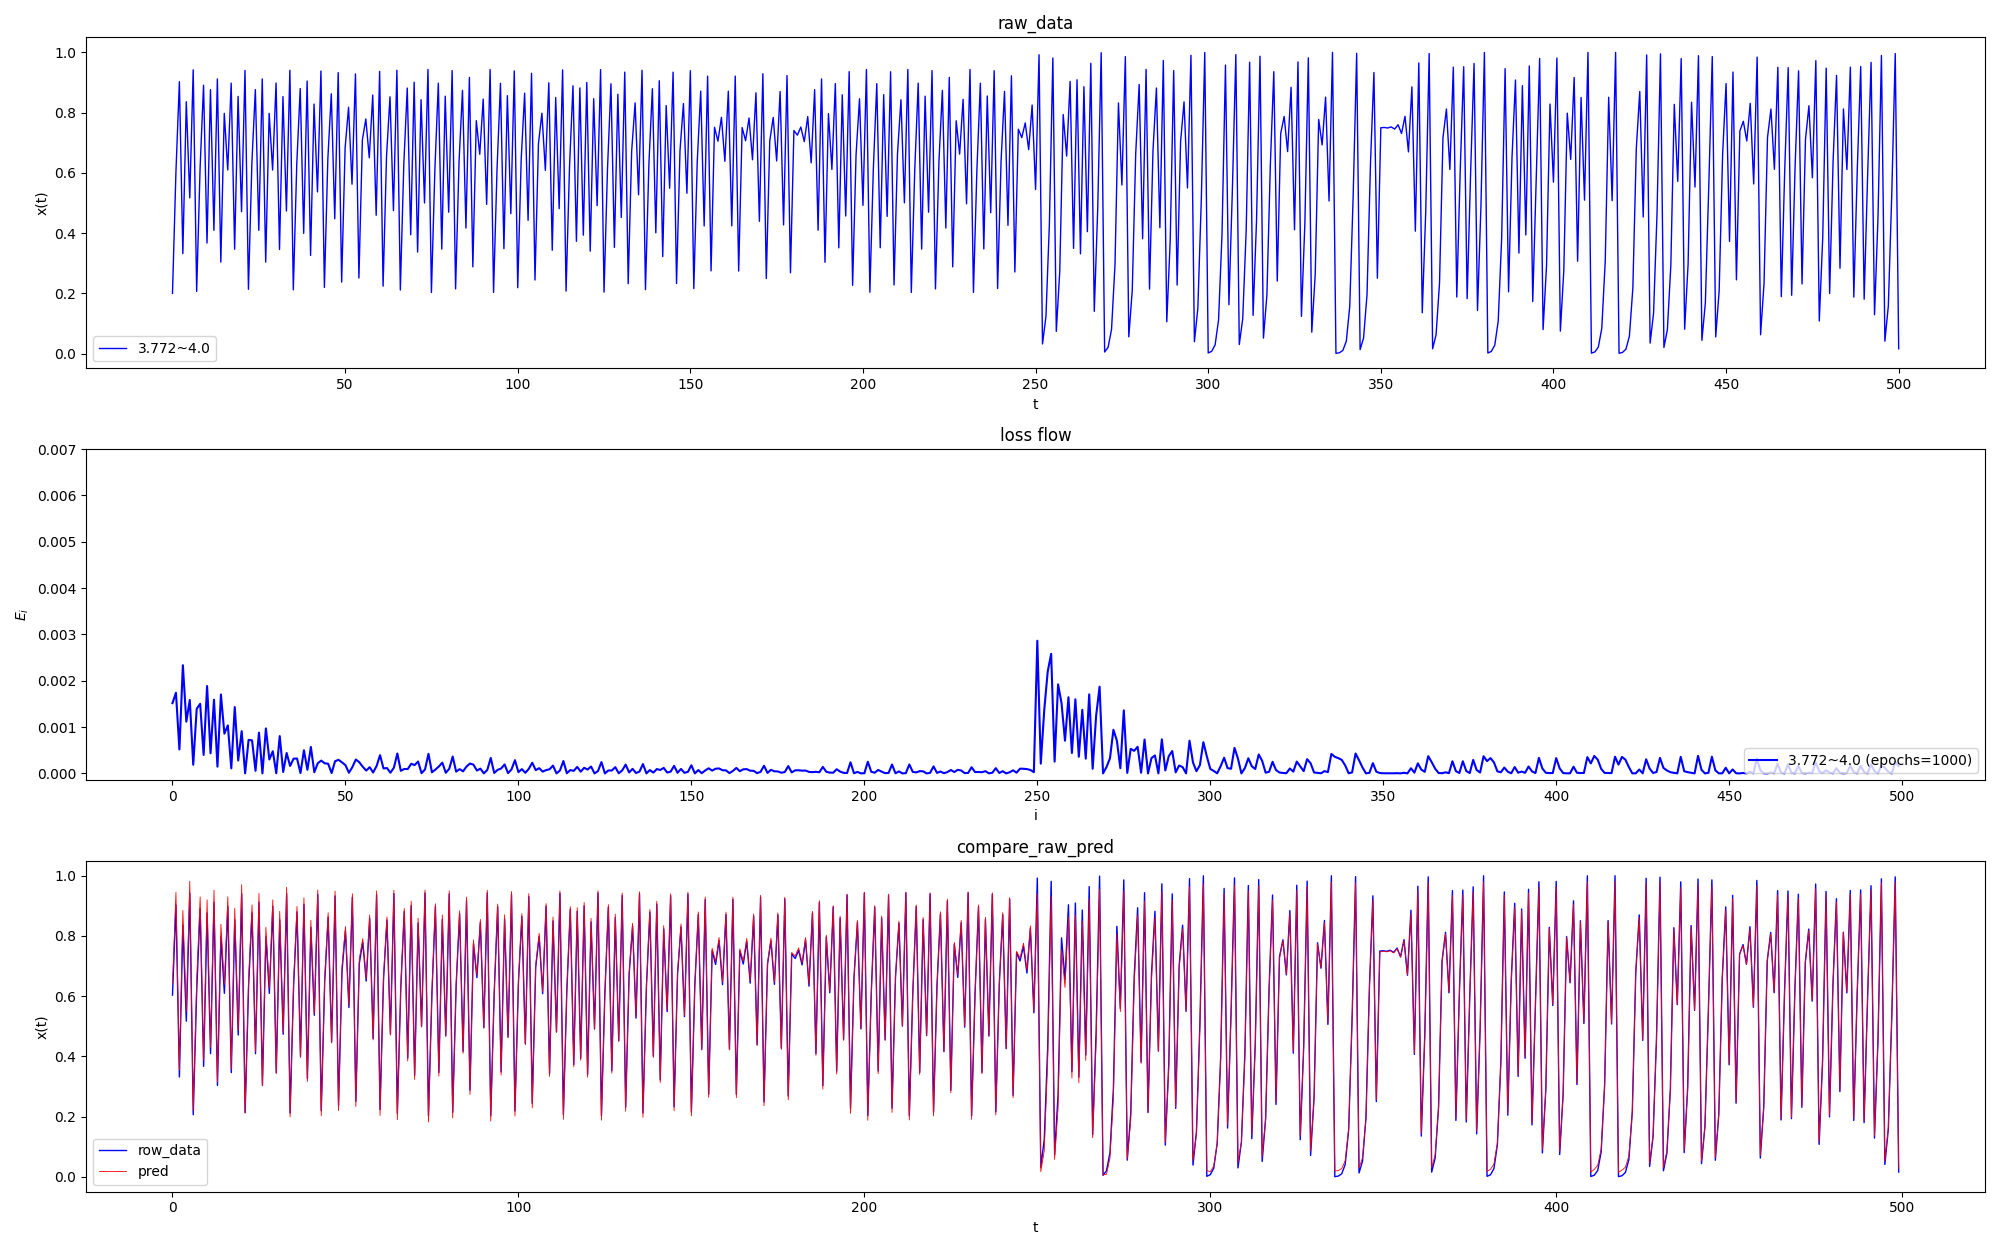 raw_data
1.0
0.8
0.6
0.4
0.2
0.0
x(t)
3.772~4.0
50 100 150 200 250 300 350 400 450 500
t
loss flow
0.007
0.006
0.005
0.004
0.003
0.002
0.001
0.000
E_i
3.772~4.0 (epochs=1000)
0 50 100 150 200 250 300 350 400 450 500
i
compare_raw_pred
1.0
0.8
0.6
0.4
0.2
0.0
x(t)
row_data
pred
0 100 200 300 400 500
t